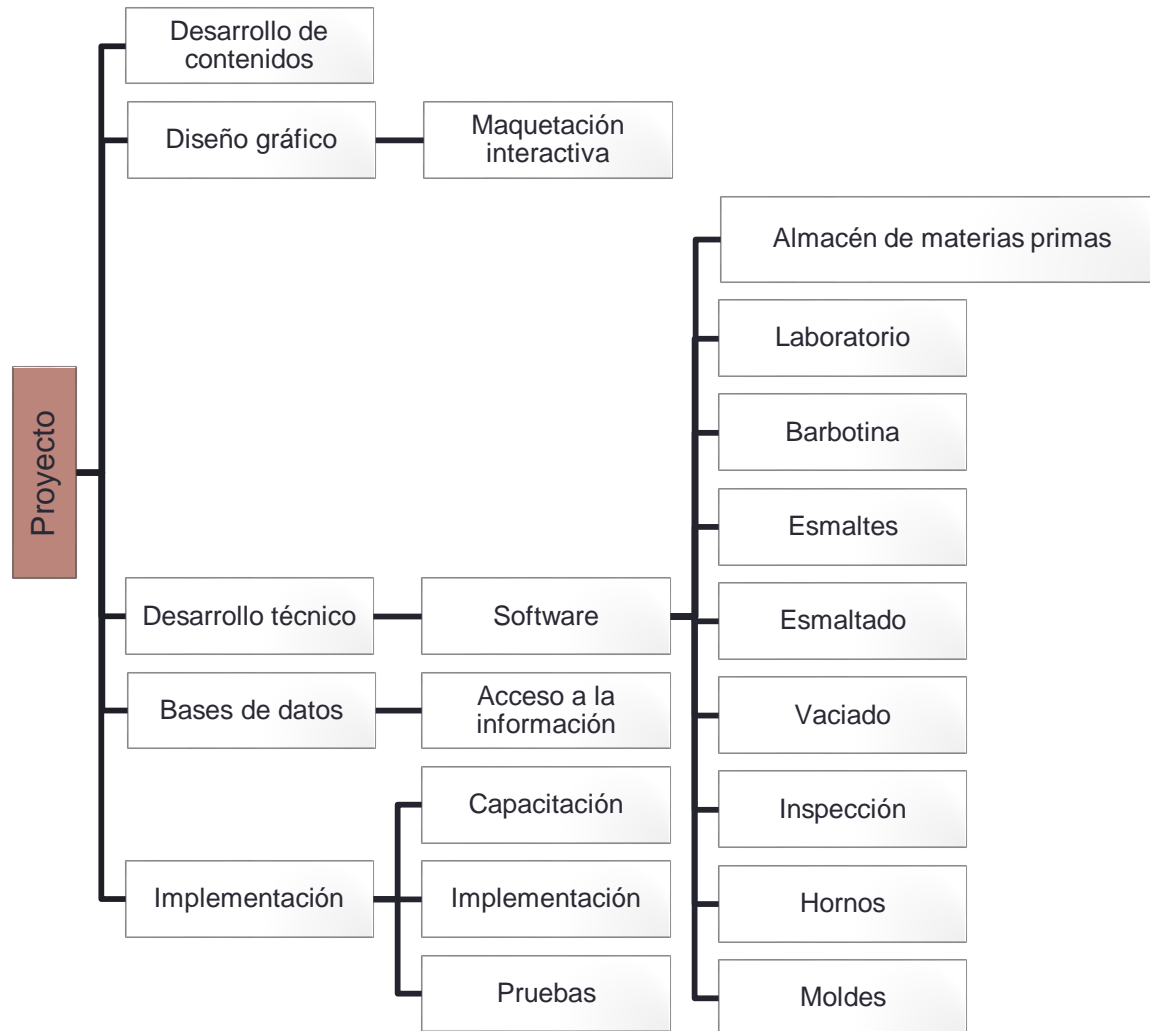 Desarrollo de
contenidos
Diseño gráfico
Maquetación
interactiva
Almacén de materias primas
Laboratorio
Barbotina
Esmaltes
Proyecto
Desarrollo técnico
Software
Esmaltado
Bases de datos
Acceso a la
información
Vaciado
Capacitación
Inspección
Implementación
Implementación
Hornos
Pruebas
Moldes